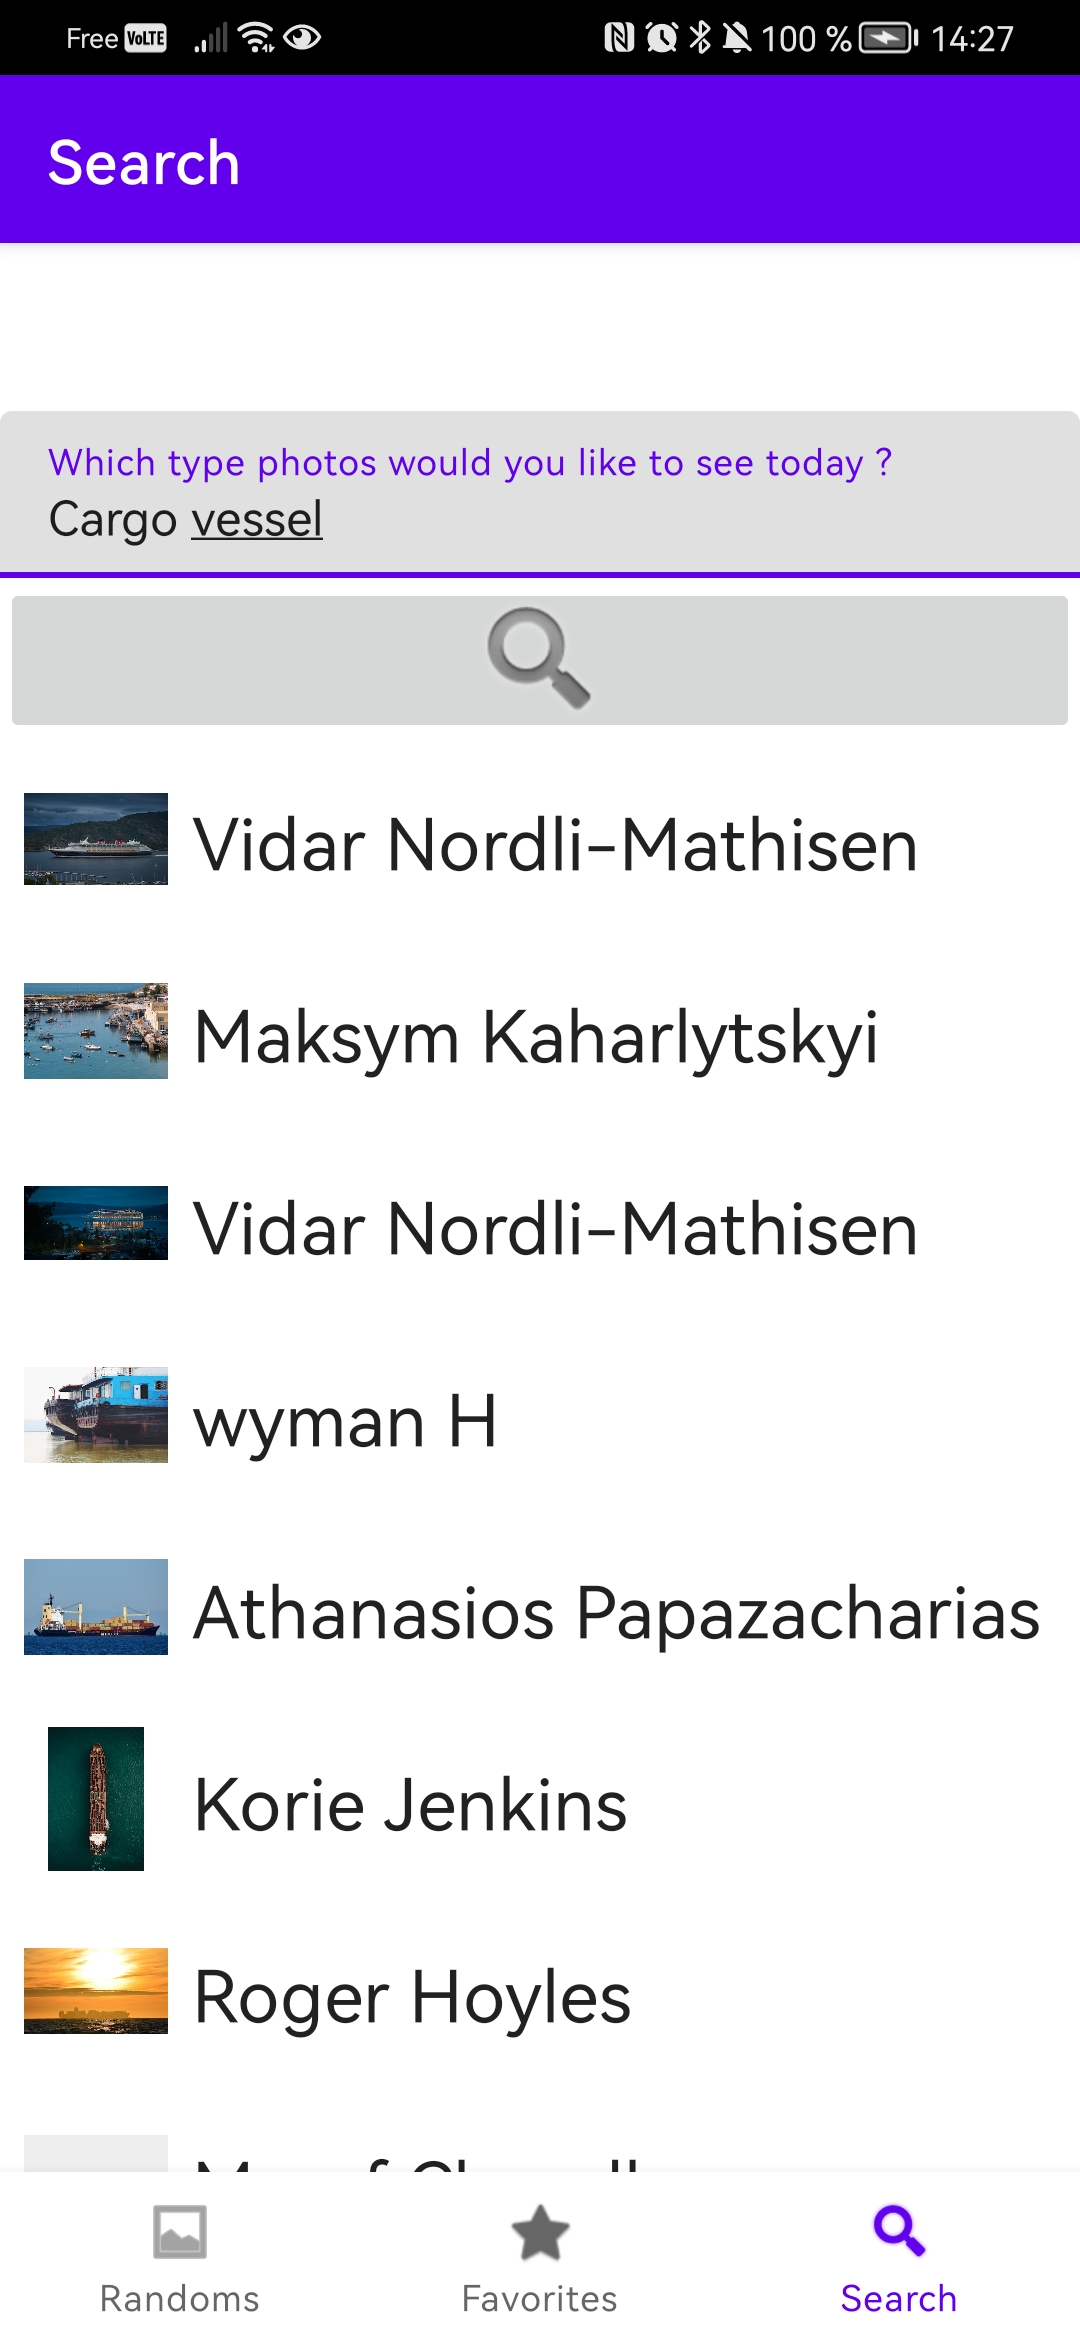 Free VoLTE 100 % 14:27
Search
Which type photos would you like to see today ?
Cargo vessel
Vidar Nordli-Mathisen
Maksym Kaharlytskyi
Vidar Nordli-Mathisen
wyman H
Athanasios Papazacharias
Korie Jenkins
Roger Hoyles
Randoms Favorites Search